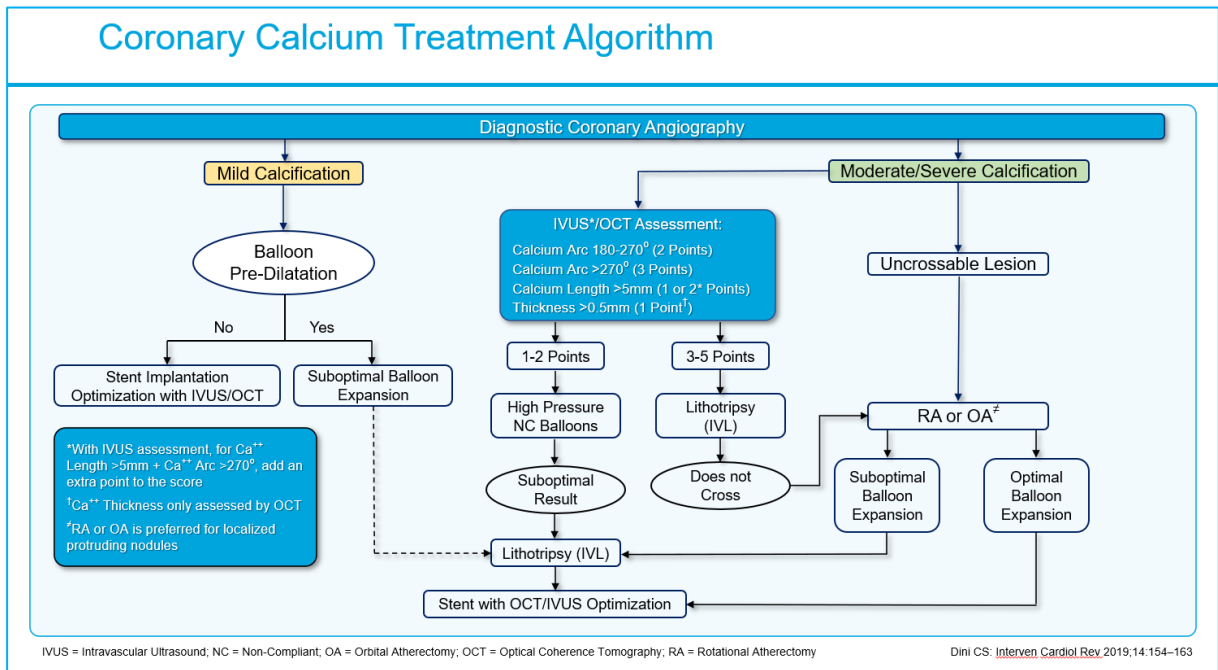 Coronary Calcium Treatment Algorithm
Diagnostic Coronary Angiography
Mild Calcification
Moderate/Severe Calcification
Balloon
Pre-Dilatation
IVUS*/OCT Assessment:
Calcium Arc 180-270⁰ (2 Points)
Calcium Arc >270⁰ (3 Points)
Calcium Length >5mm (1 or 2* Points)
Thickness >0.5mm (1 Point†)
Uncrossable Lesion
No
Yes
1-2 Points
3-5 Points
Stent Implantation
Optimization with IVUS/OCT
Suboptimal Balloon
Expansion
High Pressure
NC Balloons
Lithotripsy
(IVL)
RA or OA≠
*With IVUS assessment, for Ca⁺⁺
Length >5mm + Ca⁺⁺ Arc >270⁰, add an
extra point to the score
†Ca⁺⁺ Thickness only assessed by OCT
≠RA or OA is preferred for localized
protruding nodules
Suboptimal
Result
Does not
Cross
Suboptimal
Balloon
Expansion
Optimal
Balloon
Expansion
Lithotripsy (IVL)
Stent with OCT/IVUS Optimization
IVUS = Intravascular Ultrasound; NC = Non-Compliant; OA = Orbital Atherectomy; OCT = Optical Coherence Tomography; RA = Rotational Atherectomy
Dini CS: Interven Cardiol Rev 2019;14:154–163